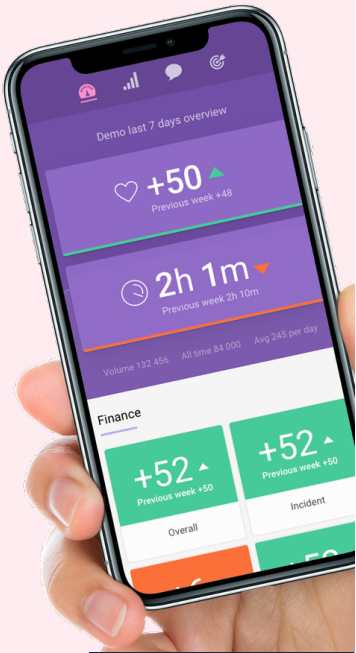 Demo last 7 days overview
+50
Previous week +48
2h 1m
Previous week 2h 10m
Volume 132 456 All time 84 000 Avg 245 per day
Finance
+52 +52
Previous week +50 Previous week +50
Overall Incident